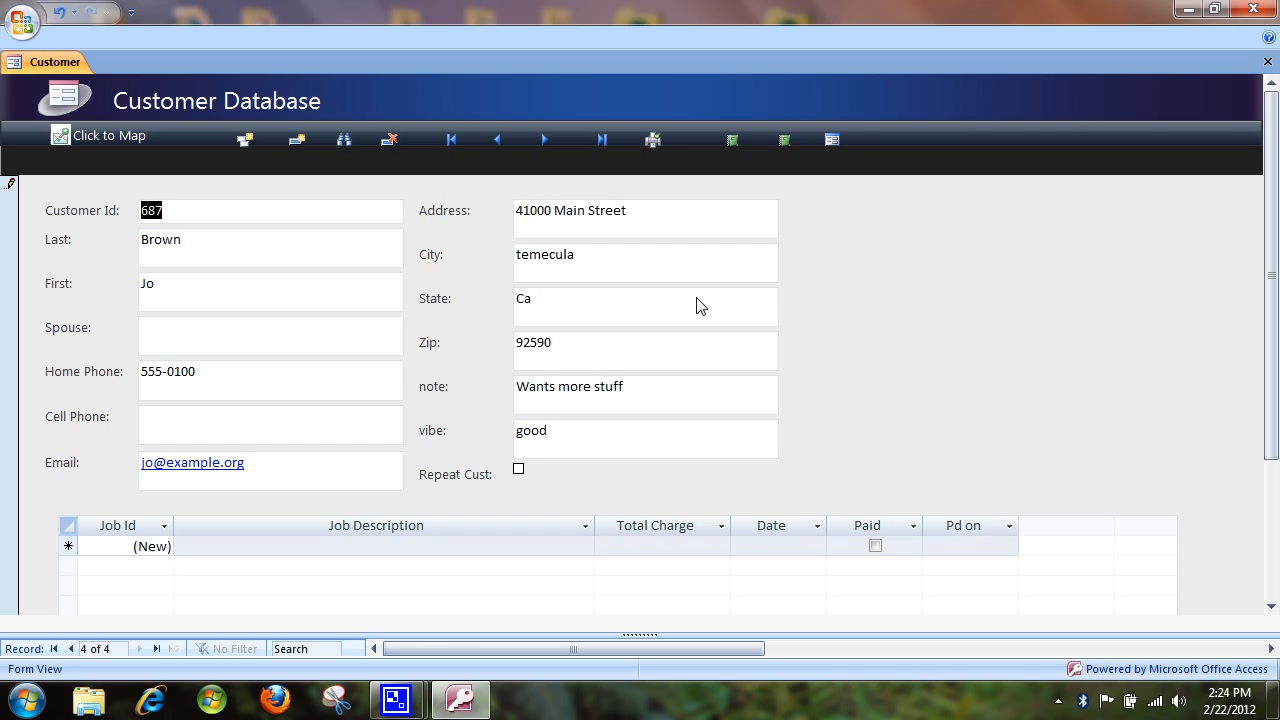 Customer
Customer Database
Click to Map
Customer Id: 687
Last: Brown
First: Jo
Spouse:
Home Phone: 555-0100
Cell Phone:
Email: jo@example.org
Address: 41000 Main Street
City: temecula
State: Ca
Zip: 92590
note: Wants more stuff
vibe: good
Repeat Cust:
Job Id Job Description Total Charge Date Paid Pd on
(New)
Record: 4 of 4 No Filter Search
Form View Powered by Microsoft Office Access
2:24 PM
2/22/2012